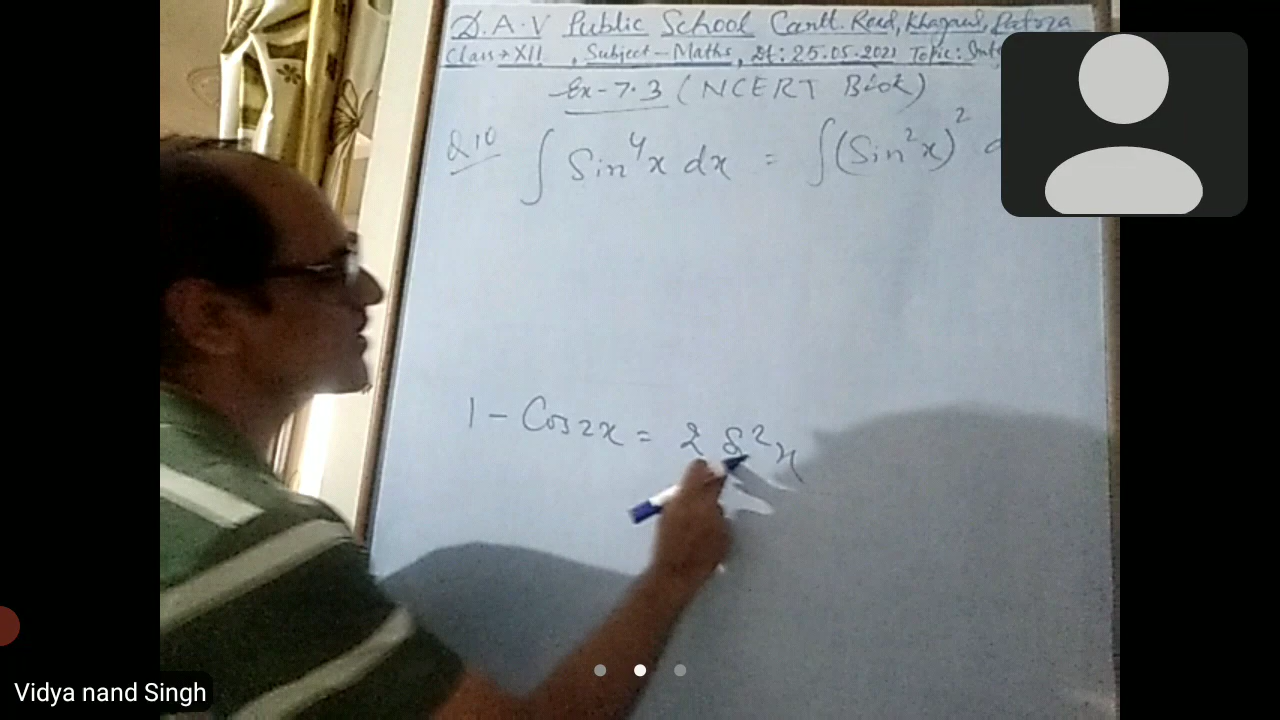 D.A.V Public School Cantt. Road, Khagaul, Patna
Class → XII , Subject - Maths, Dt: 25.05.2021 Topic: Int
Ex - 7.3 (NCERT Book)
Q10 ∫ Sin⁴x dx = ∫(Sin²x)²
1 - Cos2x = 2 S²x
Vidya nand Singh